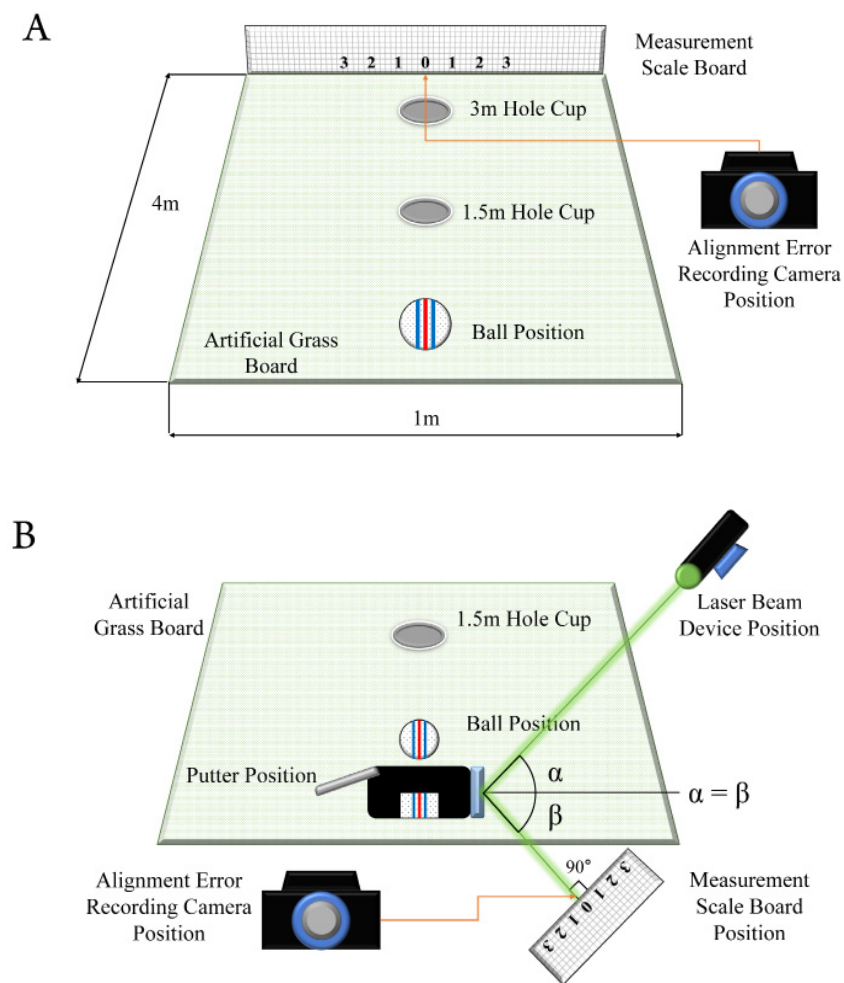 A
3 2 1 0 1 2 3
Measurement
Scale Board
3m Hole Cup
4m
1.5m Hole Cup
Alignment Error
Recording Camera
Position
Artificial Grass
Board
Ball Position
1m
B
Artificial
Grass Board
1.5m Hole Cup
Laser Beam
Device Position
Ball Position
Putter Position
α
α = β
β
90°
3 2 1 0 1 2 3
Alignment Error
Recording Camera
Position
Measurement
Scale Board
Position